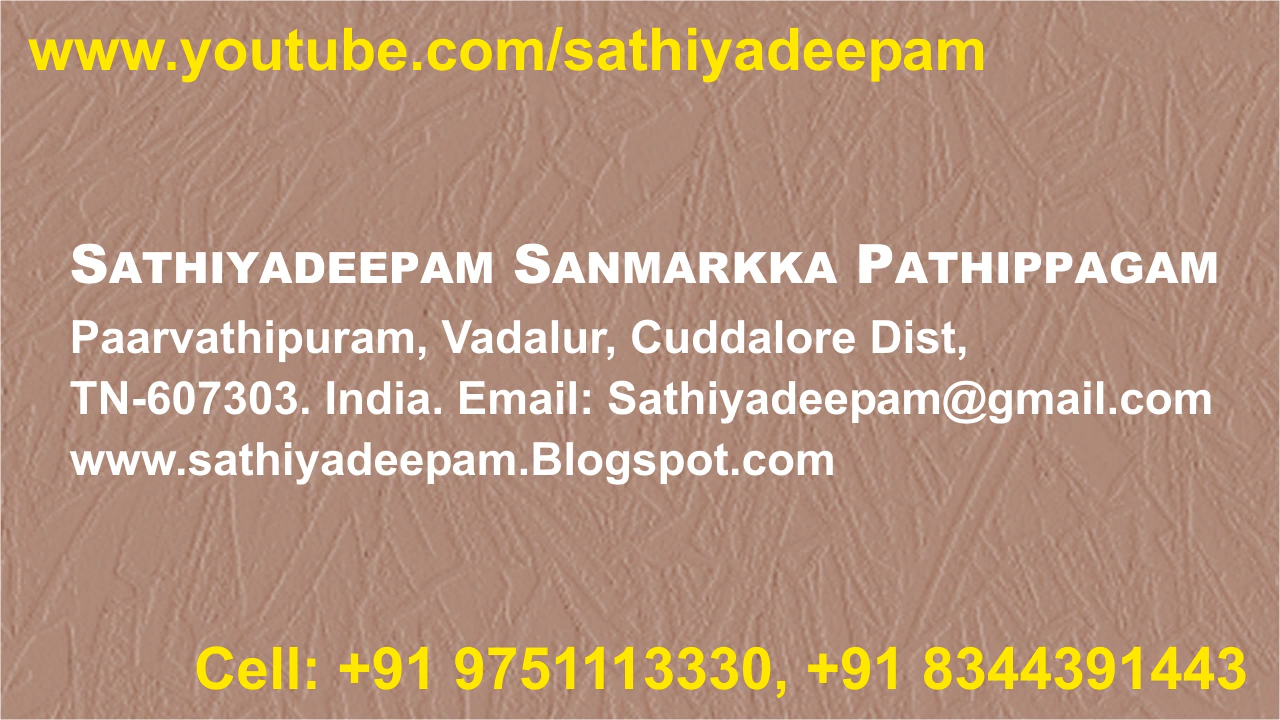 www.youtube.com/sathiyadeepam
SATHIYADEEPAM SANMARKKA PATHIPPAGAM
Paarvathipuram, Vadalur, Cuddalore Dist,
TN-607303. India. Email: Sathiyadeepam@gmail.com
www.sathiyadeepam.Blogspot.com
Cell: +91 9751113330, +91 8344391443